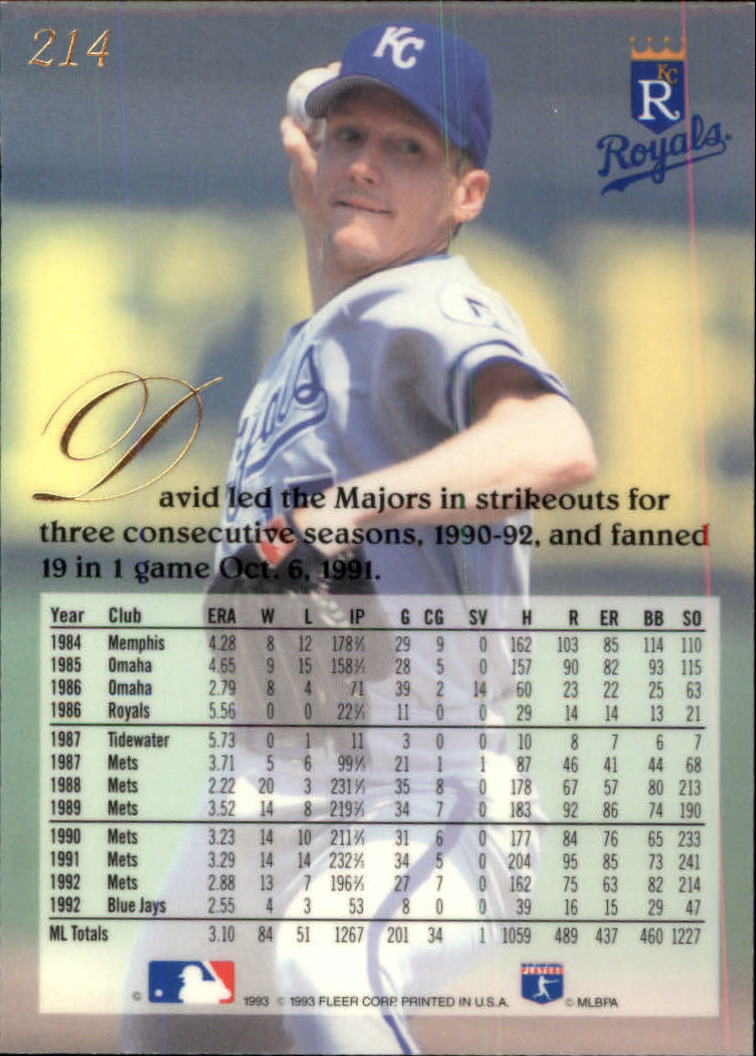 214
KC
KC
R
Royals
Royals
David led the Majors in strikeouts for
three consecutive seasons, 1990-92, and fanned
19 in 1 game Oct. 6, 1991.
Year Club ERA W L IP G CG SV H R ER BB SO
1984 Memphis 4.28 8 12 178⅔ 29 9 0 162 103 85 114 110
1985 Omaha 4.65 9 15 158⅔ 28 5 0 157 90 82 93 115
1986 Omaha 2.79 8 4 71 39 2 14 60 23 22 25 63
1986 Royals 5.56 0 0 22⅔ 11 0 0 29 14 14 13 21
1987 Tidewater 5.73 0 1 11 3 0 0 10 8 7 6 7
1987 Mets 3.71 5 6 99⅓ 21 1 1 87 46 41 44 68
1988 Mets 2.22 20 3 231⅓ 35 8 0 178 67 57 80 213
1989 Mets 3.52 14 8 219⅔ 34 7 0 183 92 86 74 190
1990 Mets 3.23 14 10 211⅔ 31 6 0 177 84 76 65 233
1991 Mets 3.29 14 14 232⅔ 34 5 0 204 95 85 73 241
1992 Mets 2.88 13 7 196⅔ 27 7 0 162 75 63 82 214
1992 Blue Jays 2.55 4 3 53 8 0 0 39 16 15 29 47
ML Totals 3.10 84 51 1267 201 34 1 1059 489 437 460 1227
PLAYERS
© 1993 © 1993 FLEER CORP. PRINTED IN U.S.A. © MLBPA